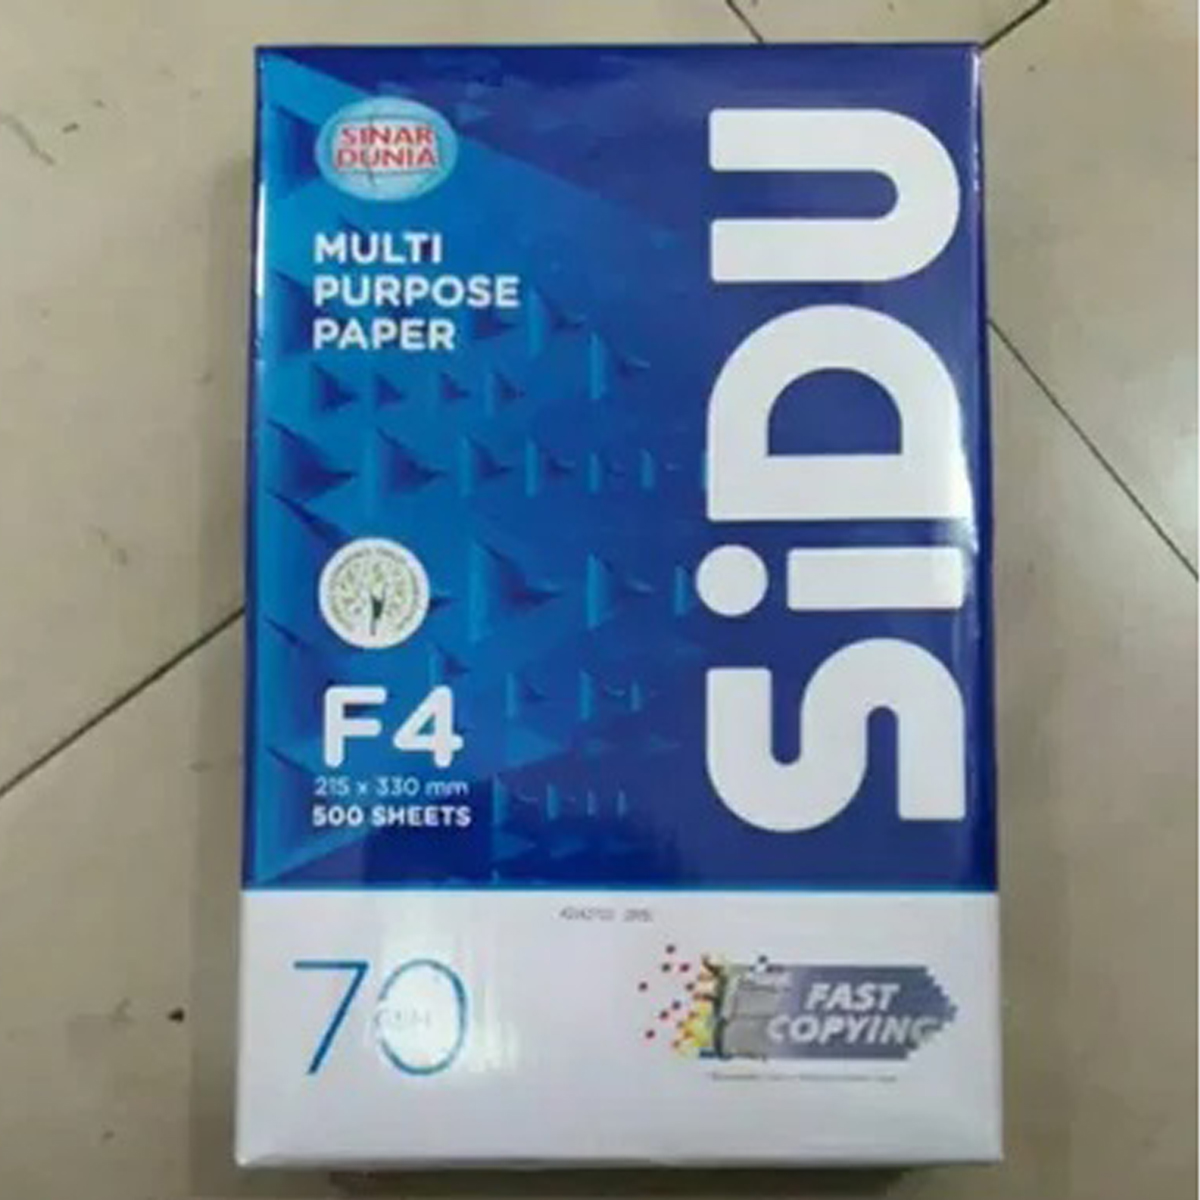 SINAR
DUNIA
MULTI
PURPOSE
PAPER
SiDU
F4
215 x 330 mm
500 SHEETS
70
FAST
COPYING